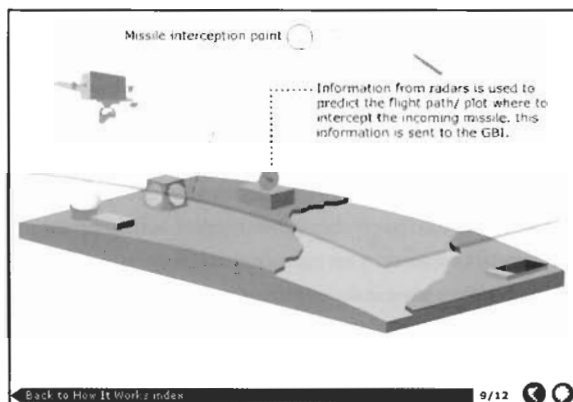 Missile interception point
Information from radars is used to
predict the flight path/ plot where to
intercept the incoming missile. this
information is sent to the GBI.
Back to How It Works index
9/12